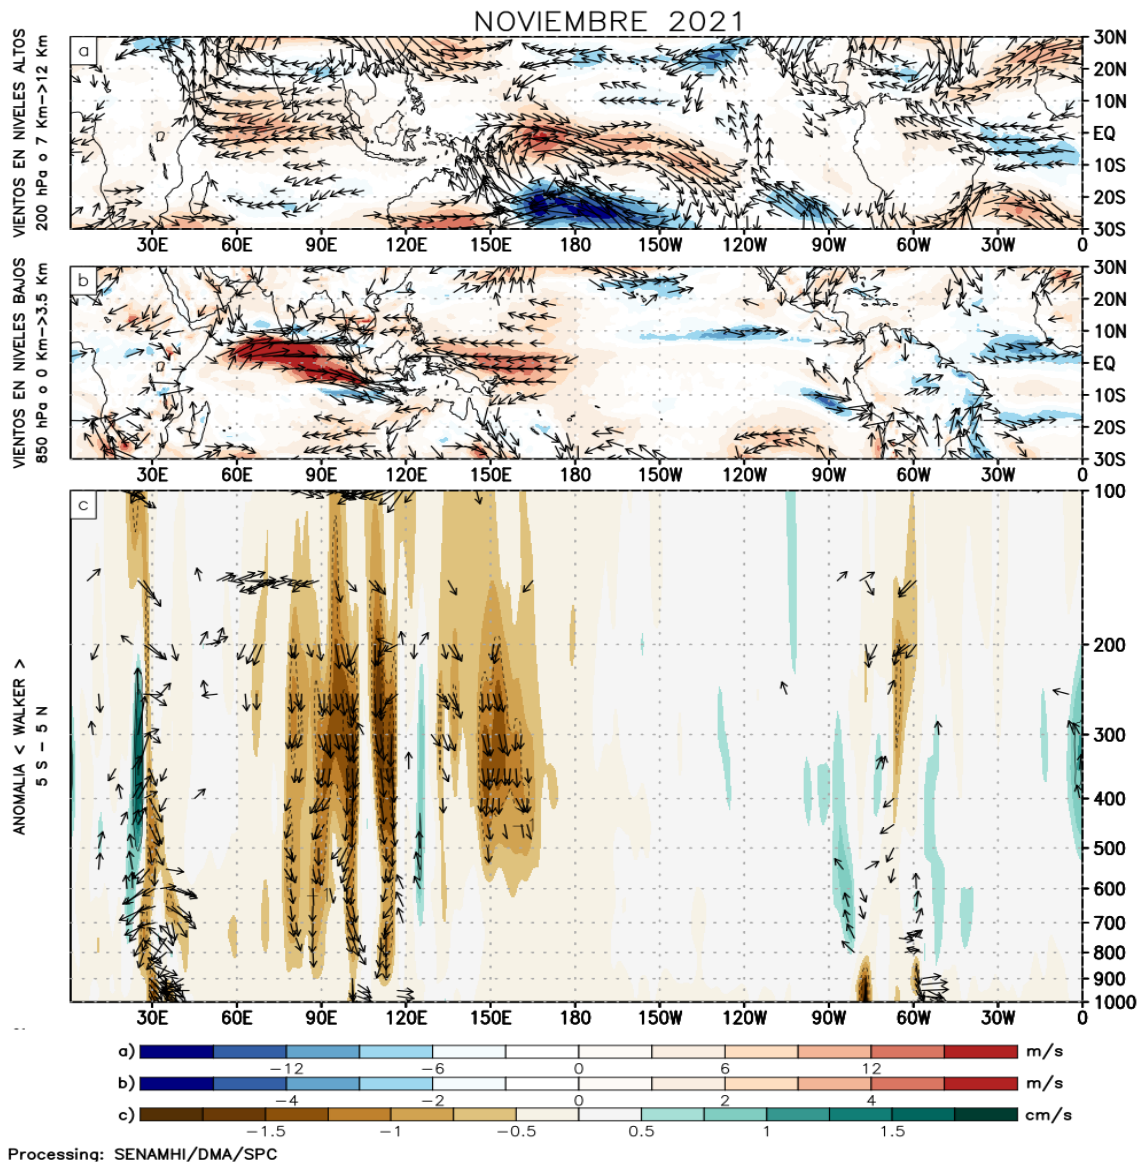 NOVIEMBRE 2021
VIENTOS EN NIVELES ALTOS
200 hPa o 7 Km->12 Km
a
30N
20N
10N
EQ
10S
20S
30S
30E 60E 90E 120E 150E 180 150W 120W 90W 60W 30W 0
VIENTOS EN NIVELES BAJOS
850 hPa o 0 Km->3.5 Km
b
30N
20N
10N
EQ
10S
20S
30S
30E 60E 90E 120E 150E 180 150W 120W 90W 60W 30W 0
ANOMALIA < WALKER >
5 S - 5 N
c
100
200
300
400
500
600
700
800
900
1000
30E 60E 90E 120E 150E 180 150W 120W 90W 60W 30W 0
a) m/s
-12 -6 0 6 12
b) m/s
-4 -2 0 2 4
c) cm/s
-1.5 -1 -0.5 0.5 1 1.5
Processing: SENAMHI/DMA/SPC